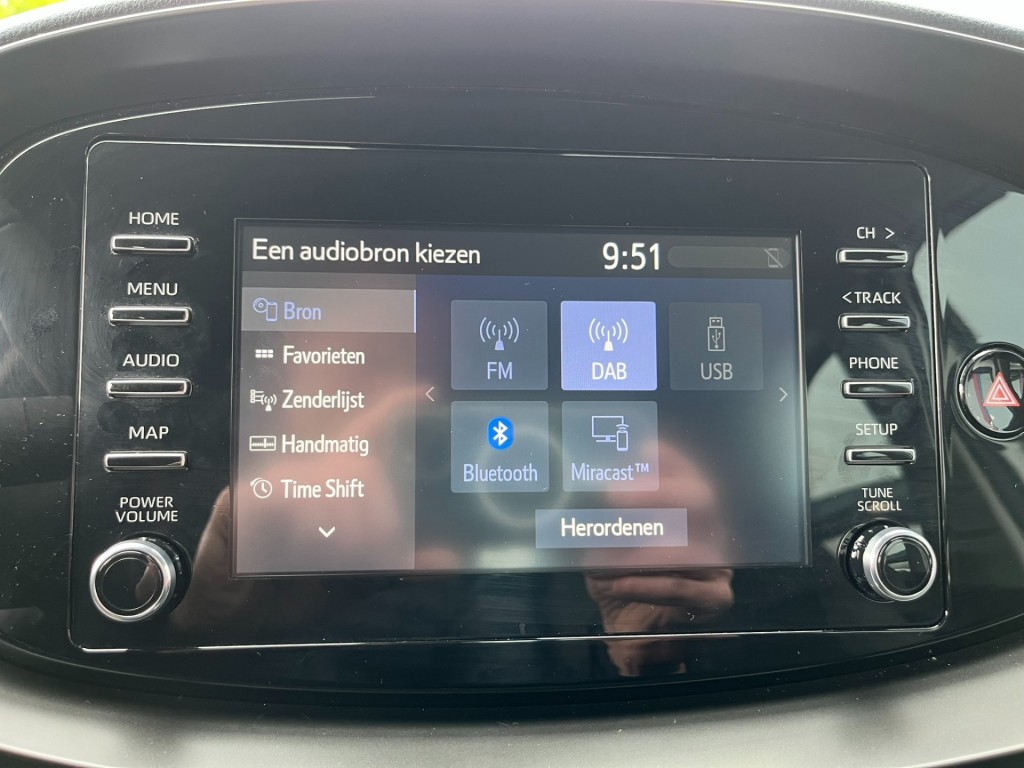 HOME
MENU
AUDIO
MAP
POWER
VOLUME
Een audiobron kiezen 9:51
Bron
Favorieten
Zenderlijst
Handmatig
Time Shift
FM
DAB
USB
Bluetooth
Miracast™
Herordenen
CH >
<TRACK
PHONE
SETUP
TUNE
SCROLL